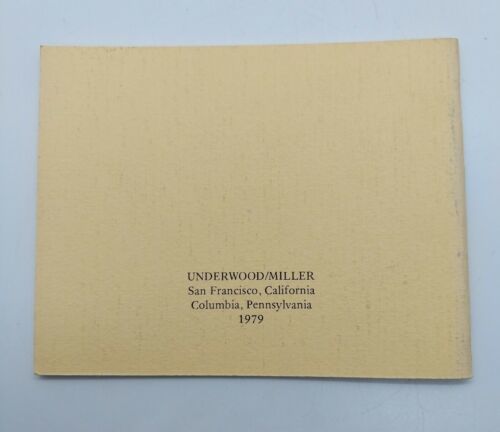 UNDERWOOD/MILLER
San Francisco, California
Columbia, Pennsylvania
1979